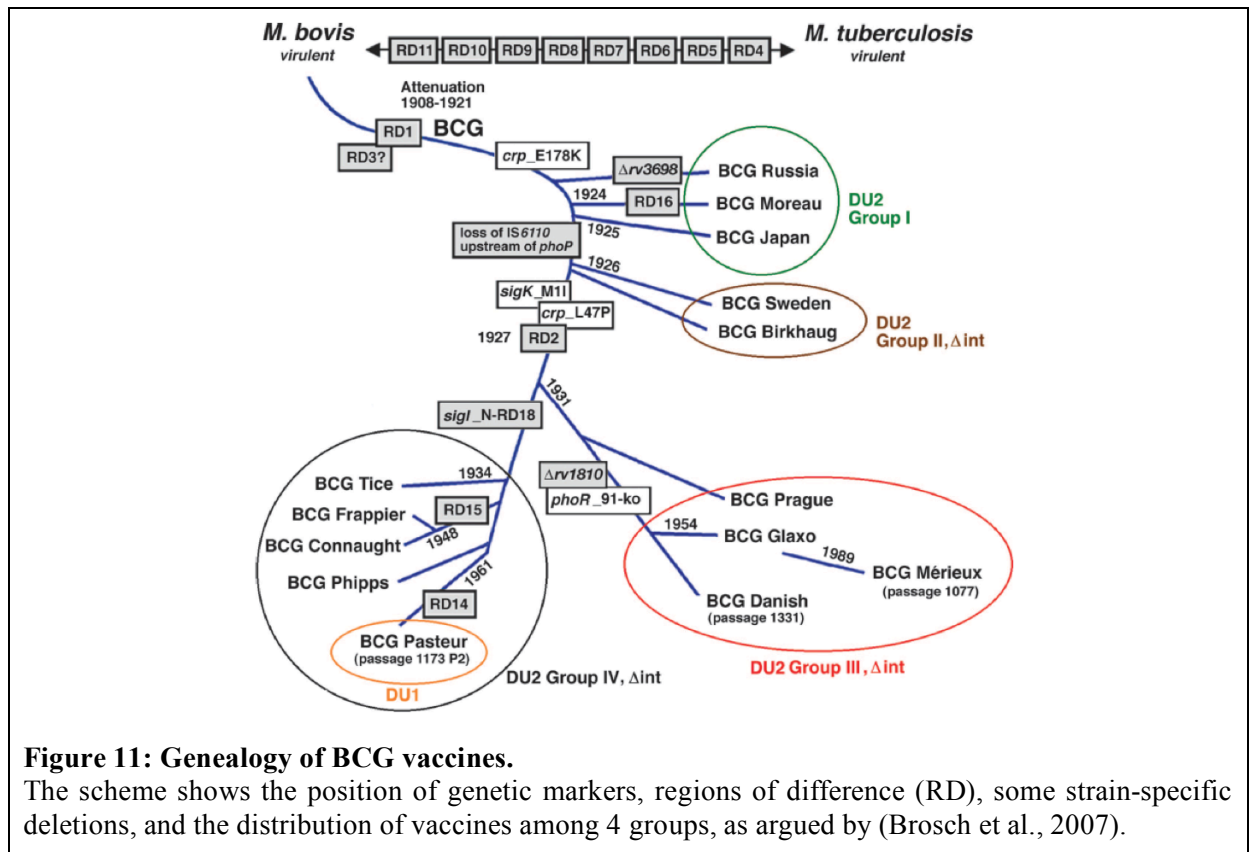 M. bovis
virulent
RD11 RD10 RD9 RD8 RD7 RD6 RD5 RD4
M. tuberculosis
virulent
Attenuation
1908-1921
RD1
BCG
RD3?
crp_E178K
Δrv3698
BCG Russia
1924
RD16
BCG Moreau
DU2
Group I
1925
BCG Japan
loss of IS6110
upstream of phoP
1926
sigK_M1I
crp_L47P
BCG Sweden
BCG Birkhaug
DU2
Group II, Δint
1927
RD2
1931
sigI_N-RD18
BCG Tice
1934
Δrv1810
phoR_91-ko
BCG Prague
BCG Frappier
RD15
BCG Connaught
1948
1954
BCG Glaxo
1989
BCG Mérieux
(passage 1077)
BCG Phipps
1961
RD14
BCG Danish
(passage 1331)
BCG Pasteur
(passage 1173 P2)
DU1
DU2 Group IV, Δint
DU2 Group III, Δint
Figure 11: Genealogy of BCG vaccines.
The scheme shows the position of genetic markers, regions of difference (RD), some strain-specific
deletions, and the distribution of vaccines among 4 groups, as argued by (Brosch et al., 2007).